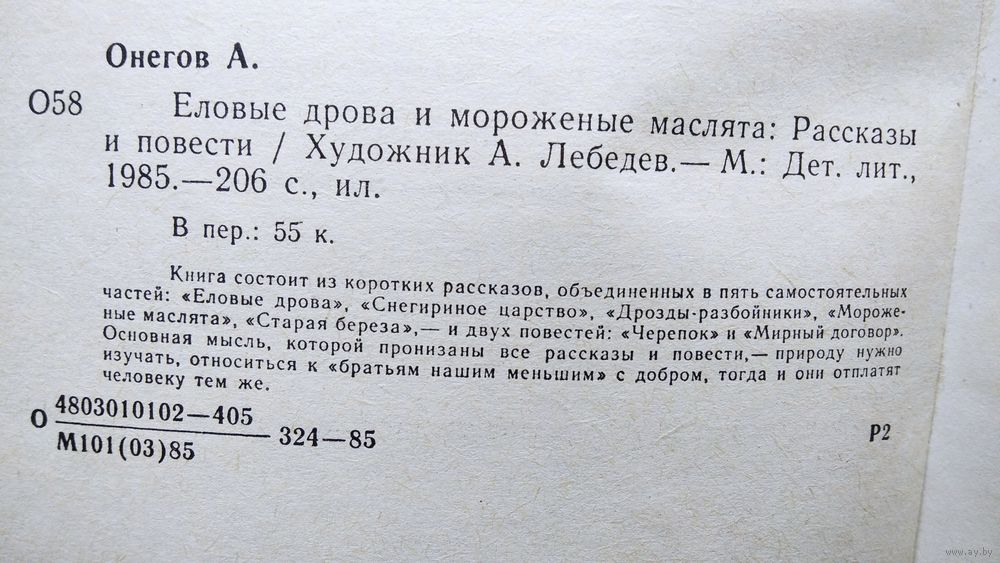 Онегов А.
О58 Еловые дрова и мороженые маслята: Рассказы
и повести / Художник А. Лебедев.— М.: Дет. лит.,
1985.—206 с., ил.
В пер.: 55 к.
Книга состоит из коротких рассказов, объединенных в пять самостоятельных
частей: «Еловые дрова», «Снегириное царство», «Дрозды-разбойники», «Мороже-
ные маслята», «Старая береза»,— и двух повестей: «Черепок» и «Мирный договор».
Основная мысль, которой пронизаны все рассказы и повести,— природу нужно
изучать, относиться к «братьям нашим меньшим» с добром, тогда и они отплатят
человеку тем же.
О 4803010102—405
М101(03)85
324—85
Р2
www.ay.by